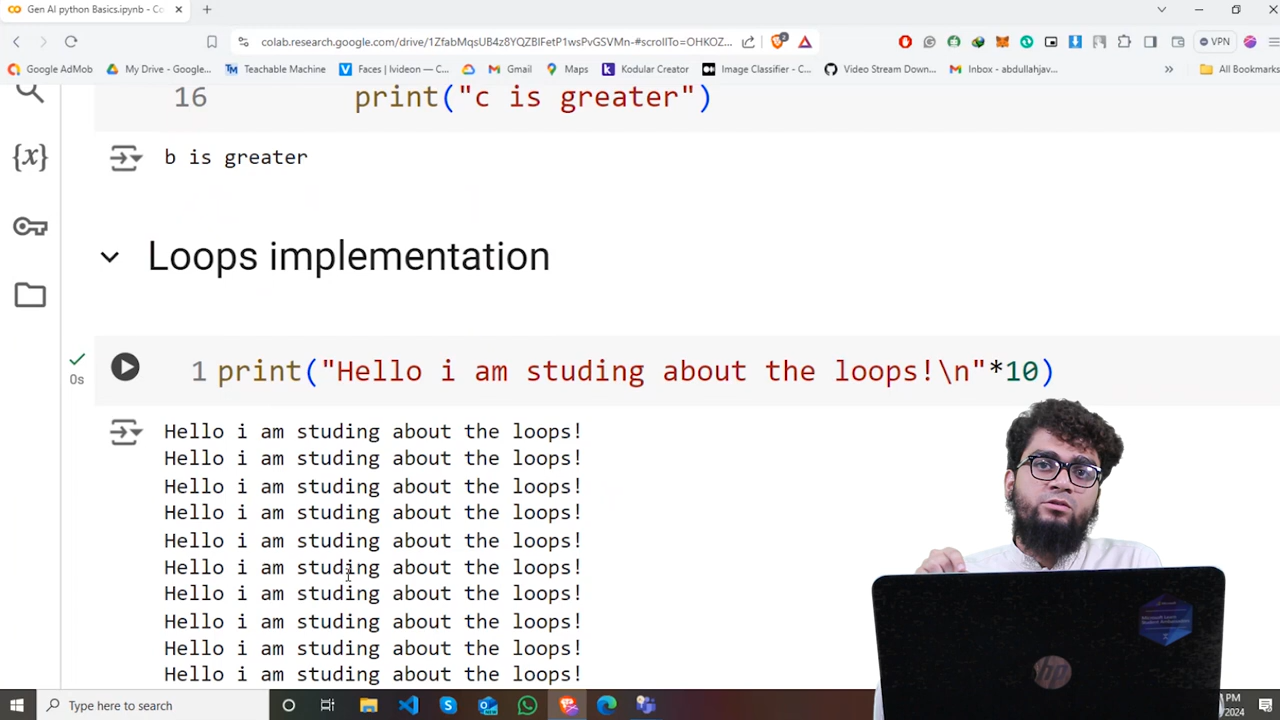 Gen AI python Basics.ipynb - Co
colab.research.google.com/drive/1ZfabMqsUB4z8YQZBlFetP1wsPvGSVMn-#scrollTo=OHKOZ...
VPN
Google AdMob
My Drive - Google...
Teachable Machine
Faces | Ivideon — C...
Gmail
Maps
Kodular Creator
Image Classifier - C...
Video Stream Down...
Inbox - abdullahjav...
All Bookmarks
16 print("c is greater")
b is greater
Loops implementation
0s
1 print("Hello i am studing about the loops!\n"*10)
Hello i am studing about the loops!
Hello i am studing about the loops!
Hello i am studing about the loops!
Hello i am studing about the loops!
Hello i am studing about the loops!
Hello i am studing about the loops!
Hello i am studing about the loops!
Hello i am studing about the loops!
Hello i am studing about the loops!
Hello i am studing about the loops!
hp
Type here to search
PM
2024